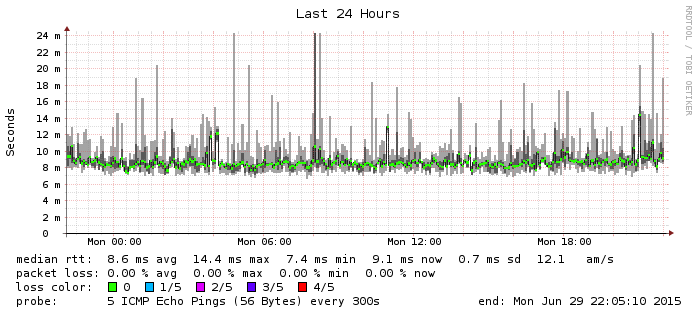 Last 24 Hours
RRDTOOL / TOBI OETIKER
Seconds
24 m
22 m
20 m
18 m
16 m
14 m
12 m
10 m
8 m
6 m
4 m
2 m
0
Mon 00:00 Mon 06:00 Mon 12:00 Mon 18:00
median rtt: 8.6 ms avg 14.4 ms max 7.4 ms min 9.1 ms now 0.7 ms sd 12.1 am/s
packet loss: 0.00 % avg 0.00 % max 0.00 % min 0.00 % now
loss color: 0 1/5 2/5 3/5 4/5
probe: 5 ICMP Echo Pings (56 Bytes) every 300s end: Mon Jun 29 22:05:10 2015